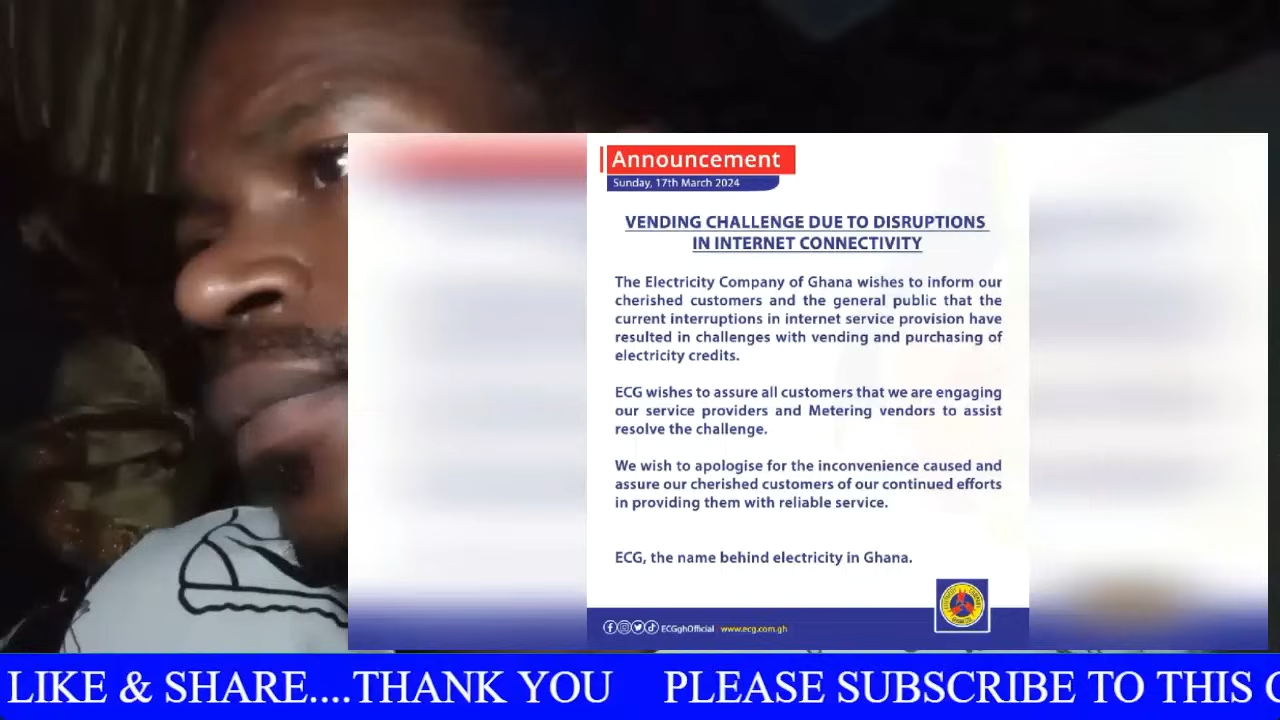 Announcement
Sunday, 17th March 2024
VENDING CHALLENGE DUE TO DISRUPTIONS
IN INTERNET CONNECTIVITY
The Electricity Company of Ghana wishes to inform our
cherished customers and the general public that the
current interruptions in internet service provision have
resulted in challenges with vending and purchasing of
electricity credits.
ECG wishes to assure all customers that we are engaging
our service providers and Metering vendors to assist
resolve the challenge.
We wish to apologise for the inconvenience caused and
assure our cherished customers of our continued efforts
in providing them with reliable service.
ECG, the name behind electricity in Ghana.
ECGghOfficial www.ecg.com.gh
LIKE & SHARE....THANK YOU PLEASE SUBSCRIBE TO THIS